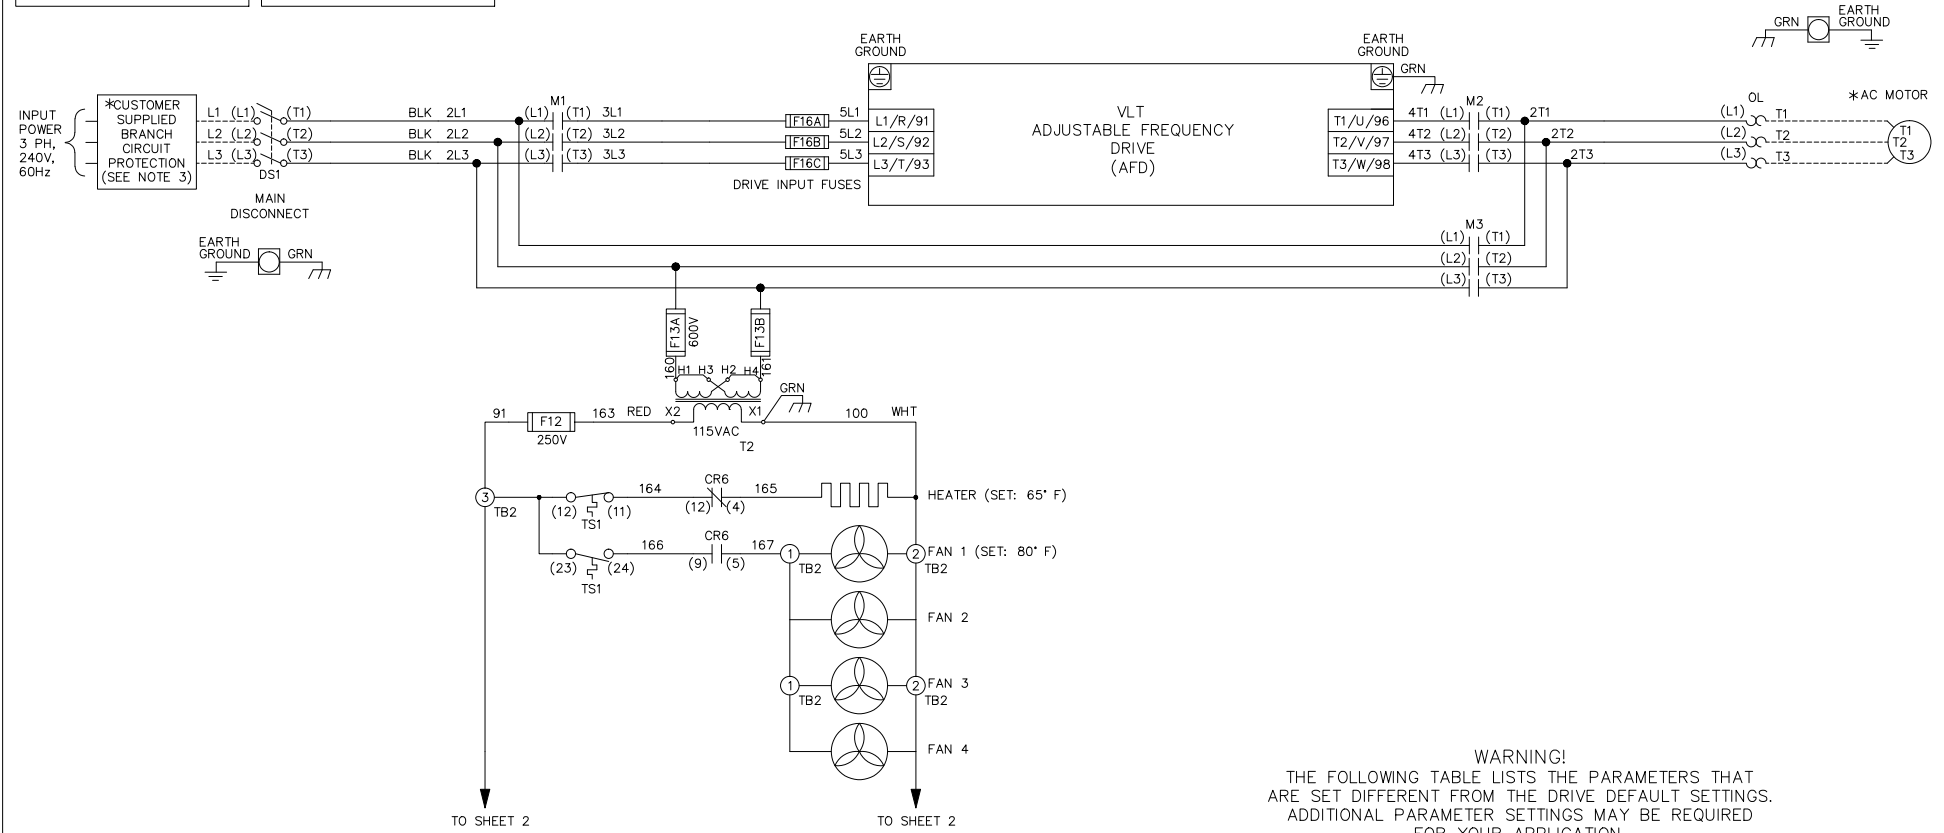 EARTH
GROUND
GRN
EARTH
GROUND
EARTH
GROUND
GRN
INPUT
POWER
3 PH,
240V,
60Hz
*CUSTOMER
SUPPLIED
BRANCH
CIRCUIT
PROTECTION
(SEE NOTE 3)
L1 (L1) (T1)
L2 (L2) (T2)
L3 (L3) (T3)
DS1
MAIN
DISCONNECT
BLK 2L1
BLK 2L2
BLK 2L3
M1
(L1) (T1) 3L1
(L2) (T2) 3L2
(L3) (T3) 3L3
F16A 5L1
F16B 5L2
F16C 5L3
DRIVE INPUT FUSES
L1/R/91
L2/S/92
L3/T/93
VLT
ADJUSTABLE FREQUENCY
DRIVE
(AFD)
T1/U/96
T2/V/97
T3/W/98
M2
4T1 (L1) (T1) 2T1
4T2 (L2) (T2) 2T2
4T3 (L3) (T3) 2T3
OL
(L1) T1
(L2) T2
(L3) T3
*AC MOTOR
T1
T2
T3
EARTH
GROUND
GRN
M3
(L1) (T1)
(L2) (T2)
(L3) (T3)
F13A
600V
F13B
160
161
H1 H3 H2 H4
GRN
91
F12
250V
163 RED X2
X1
100 WHT
115VAC
T2
3
TB2
(12) (11)
TS1
164
CR6
(12) (4)
165
HEATER (SET: 65° F)
(23) (24)
TS1
166
CR6
(9) (5)
167
1
TB2
2
TB2
FAN 1 (SET: 80° F)
FAN 2
1
TB2
2
TB2
FAN 3
FAN 4
TO SHEET 2
TO SHEET 2
WARNING!
THE FOLLOWING TABLE LISTS THE PARAMETERS THAT
ARE SET DIFFERENT FROM THE DRIVE DEFAULT SETTINGS.
ADDITIONAL PARAMETER SETTINGS MAY BE REQUIRED
FOR YOUR APPLICATION